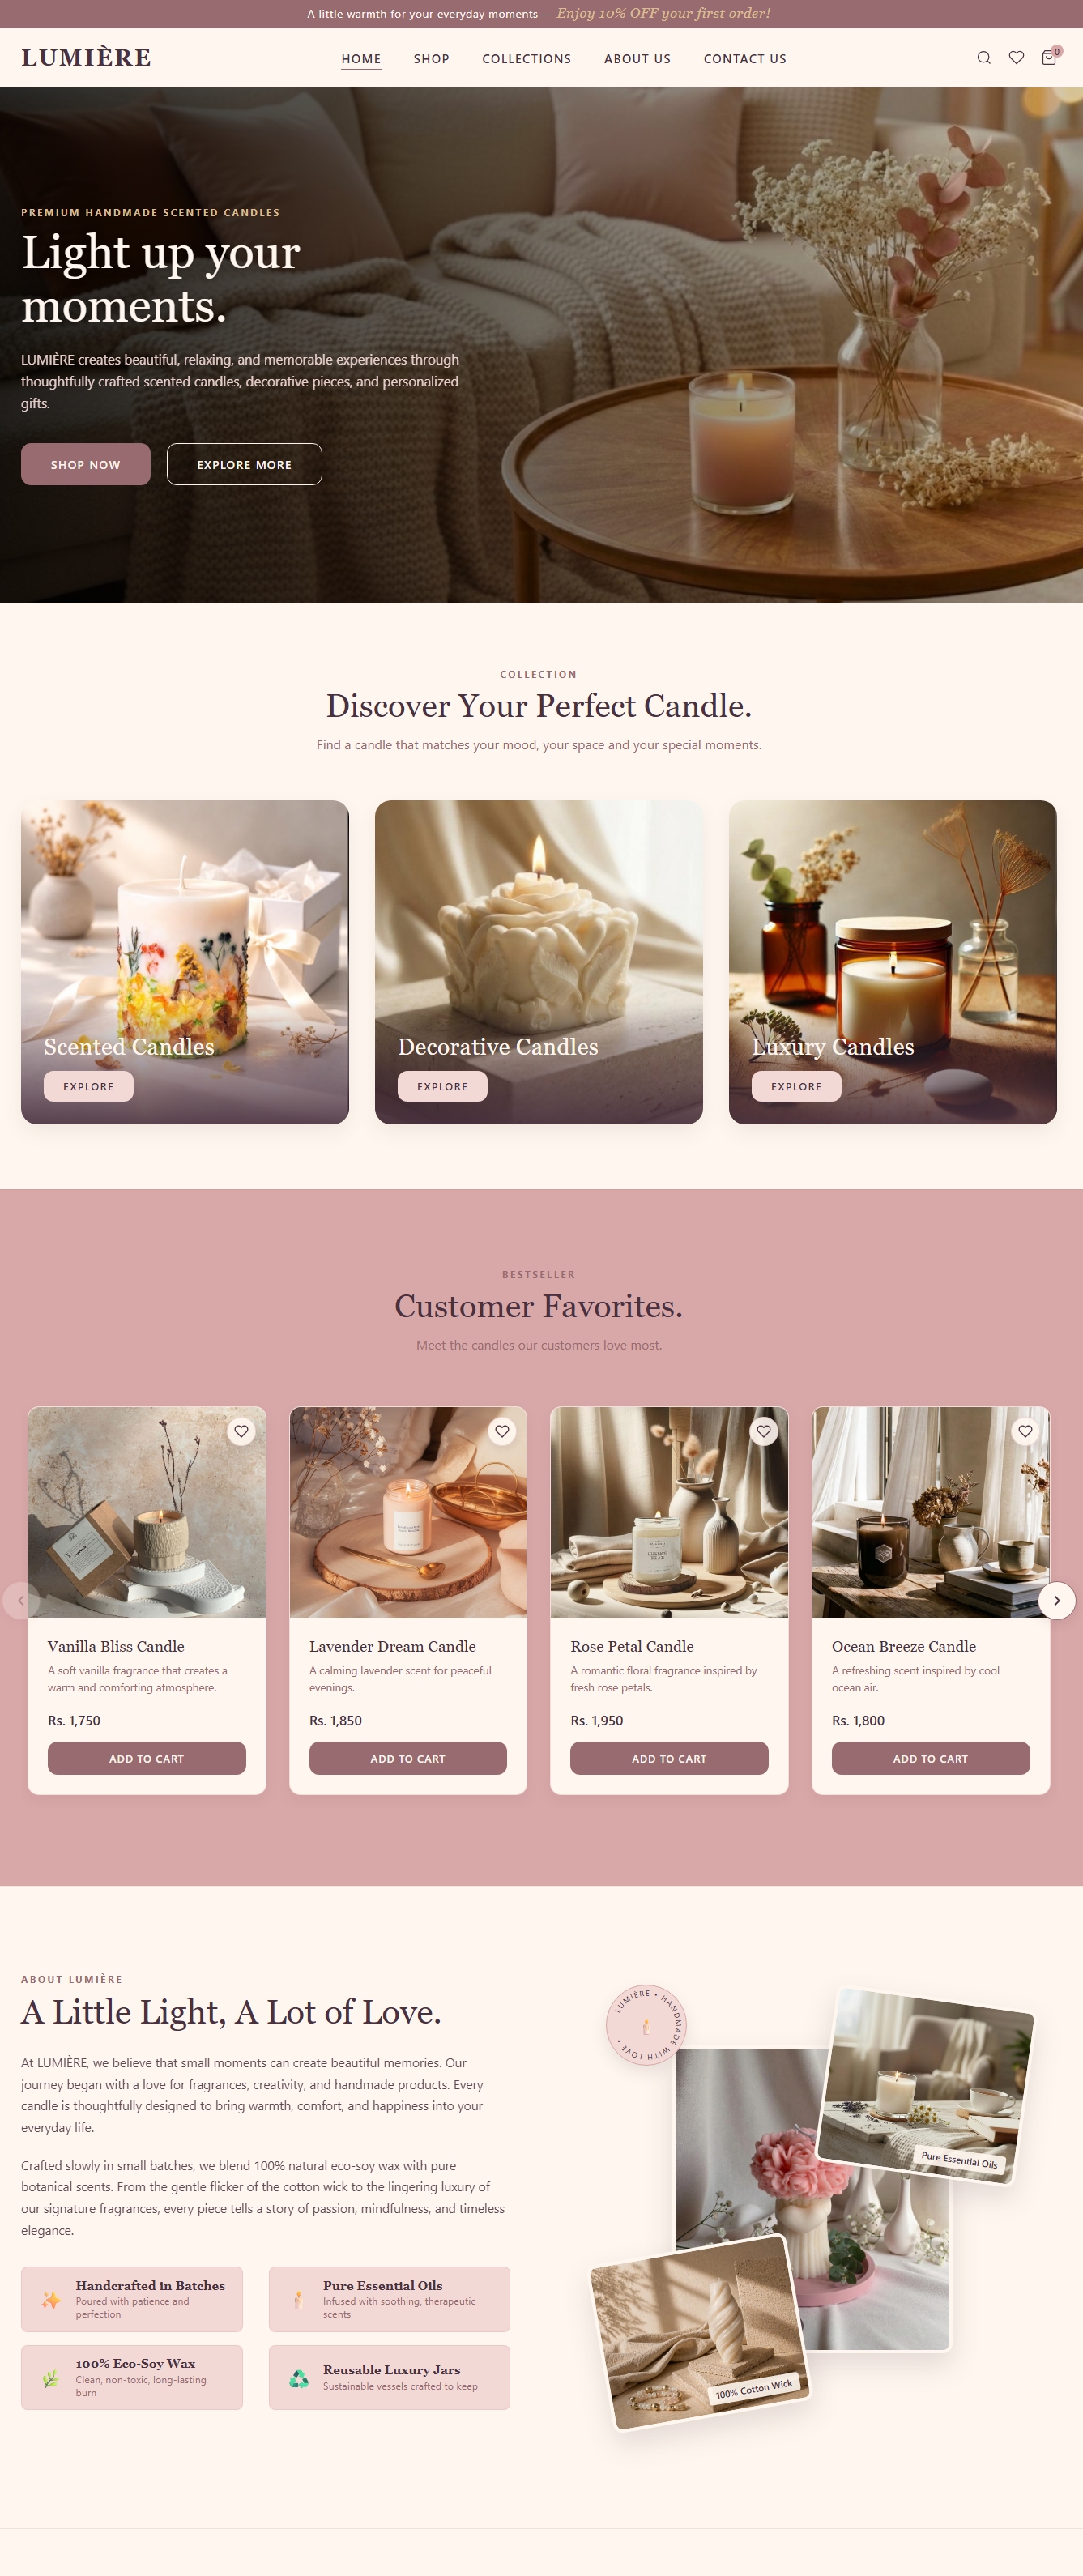 A little warmth for your everyday moments — Enjoy 10% OFF your first order!
LUMIÈRE
HOME
SHOP
COLLECTIONS
ABOUT US
CONTACT US
0
PREMIUM HANDMADE SCENTED CANDLES
Light up your
moments.
LUMIÈRE creates beautiful, relaxing, and memorable experiences through
thoughtfully crafted scented candles, decorative pieces, and personalized
gifts.
SHOP NOW
EXPLORE MORE
COLLECTION
Discover Your Perfect Candle.
Find a candle that matches your mood, your space and your special moments.
Scented Candles
EXPLORE
Decorative Candles
EXPLORE
Luxury Candles
EXPLORE
BESTSELLER
Customer Favorites.
Meet the candles our customers love most.
Vanilla Bliss Candle
A soft vanilla fragrance that creates a
warm and comforting atmosphere.
Rs. 1,750
ADD TO CART
Lavender Dream Candle
A calming lavender scent for peaceful
evenings.
Rs. 1,850
ADD TO CART
Rose Petal Candle
A romantic floral fragrance inspired by
fresh rose petals.
Rs. 1,950
ADD TO CART
Ocean Breeze Candle
A refreshing scent inspired by cool
ocean air.
Rs. 1,800
ADD TO CART
ABOUT LUMIÈRE
A Little Light, A Lot of Love.
At LUMIÈRE, we believe that small moments can create beautiful memories. Our
journey began with a love for fragrances, creativity, and handmade products. Every
candle is thoughtfully designed to bring warmth, comfort, and happiness into your
everyday life.
Crafted slowly in small batches, we blend 100% natural eco-soy wax with pure
botanical scents. From the gentle flicker of the cotton wick to the lingering luxury of
our signature fragrances, every piece tells a story of passion, mindfulness, and timeless
elegance.
Handcrafted in Batches
Poured with patience and
perfection
Pure Essential Oils
Infused with soothing, therapeutic
scents
100% Eco-Soy Wax
Clean, non-toxic, long-lasting
burn
Reusable Luxury Jars
Sustainable vessels crafted to keep
LUMIÈRE • HANDMADE WITH LOVE •
Pure Essential Oils
100% Cotton Wick